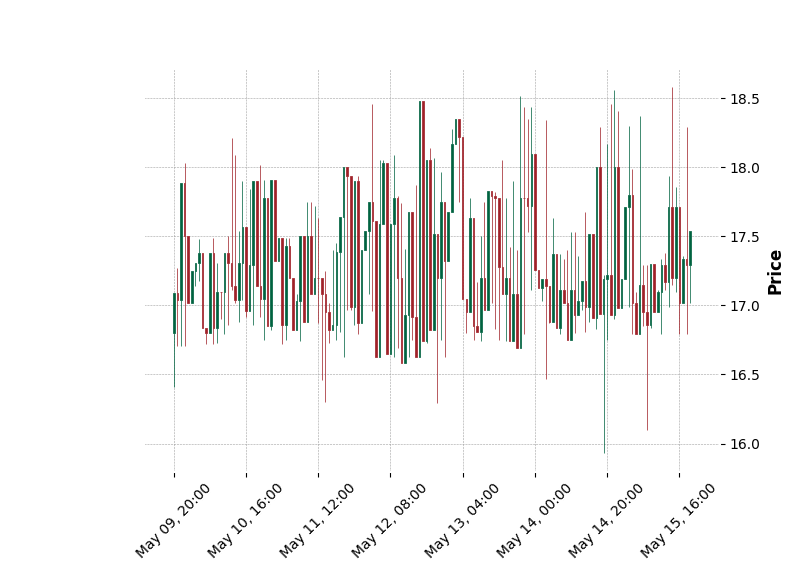 18.5
18.0
17.5
17.0
16.5
16.0
Price
May 09, 20:00
May 10, 16:00
May 11, 12:00
May 12, 08:00
May 13, 04:00
May 14, 00:00
May 14, 20:00
May 15, 16:00